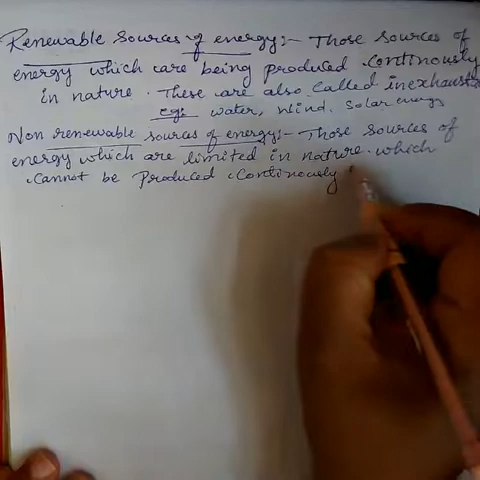 Renewable Sources of energy:- Those sources of
energy which are being produced continously
in nature. These are also called inexhaust
egs water, Wind, Solar energy
Non renewable sources of energy:- Those sources of
energy which are limited in nature. which
cannot be produced continously